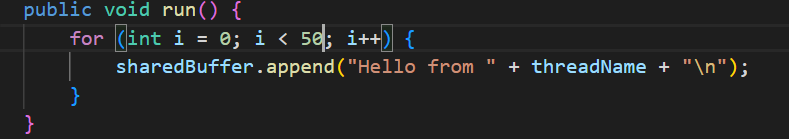 public void run() {
    for (int i = 0; i < 50; i++) {
        sharedBuffer.append("Hello from " + threadName + "\n");
    }
}